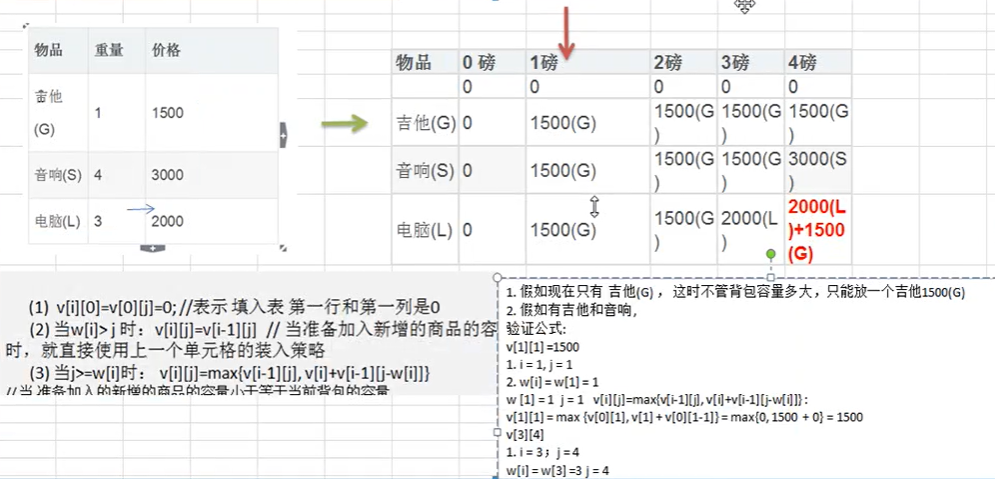 物品 重量 价格
吉他
(G) 1 1500
音响(S) 4 3000
电脑(L) 3 2000
物品 0 磅 1磅 2磅 3磅 4磅
0 0 0 0 0
吉他(G) 0 1500(G) 1500(G) 1500(G) 1500(G)
音响(S) 0 1500(G) 1500(G) 1500(G) 3000(S)
电脑(L) 0 1500(G) 1500(G) 2000(L) 2000(L)+1500(G)
(1) v[i][0]=v[0][j]=0; //表示 填入表 第一行和第一列是0
(2) 当w[i]> j 时：v[i][j]=v[i-1][j] // 当准备加入新增的商品的容
时，就直接使用上一个单元格的装入策略
(3) 当j>=w[i]时： v[i][j]=max{v[i-1][j], v[i]+v[i-1][j-w[i]]}
//当 准备加入的新增的商品的容量小于等于当前背包的容量
1. 假如现在只有 吉他(G) ， 这时不管背包容量多大，只能放一个吉他1500(G)
2. 假如有吉他和音响,
验证公式:
v[1][1] =1500
1. i = 1, j = 1
2. w[i] = w[1] = 1
w [1] = 1 j = 1 v[i][j]=max{v[i-1][j], v[i]+v[i-1][j-w[i]]} :
v[1][1] = max {v[0][1], v[1] + v[0][1-1]} = max{0, 1500 + 0} = 1500
v[3][4]
1. i = 3；j = 4
w[i] = w[3] =3 j = 4